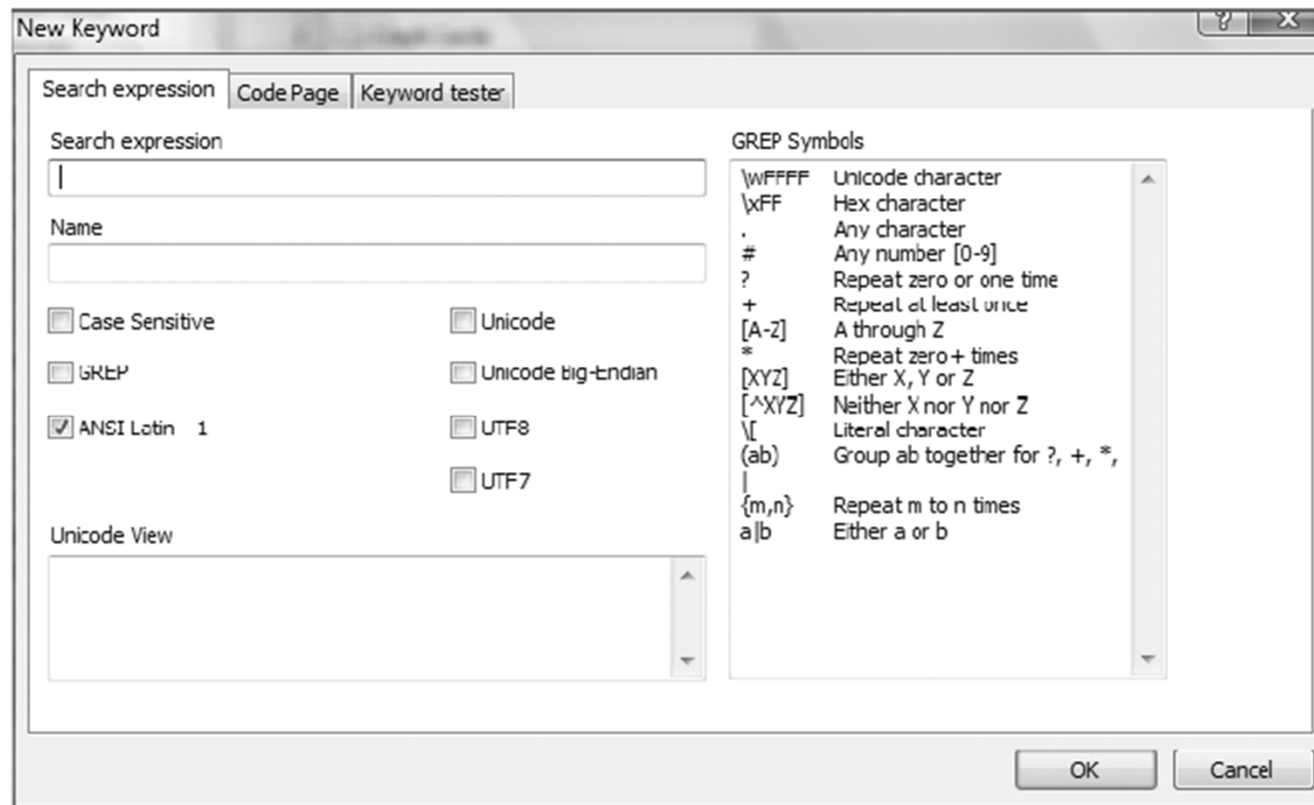 New Keyword
?
X
Search expression
Code Page
Keyword tester
Search expression
Name
Case Sensitive
Unicode
GREP
Unicode Big-Endian
ANSI Latin 1
UTF8
UTF7
Unicode View
GREP Symbols
\wFFFF Unicode character
\xFF Hex character
. Any character
# Any number [0-9]
? Repeat zero or one time
+ Repeat at least once
[A-Z] A through Z
* Repeat zero+ times
[XYZ] Either X, Y or Z
[^XYZ] Neither X nor Y nor Z
\[ Literal character
(ab) Group ab together for ?, +, *,
|
{m,n} Repeat m to n times
a|b Either a or b
OK
Cancel